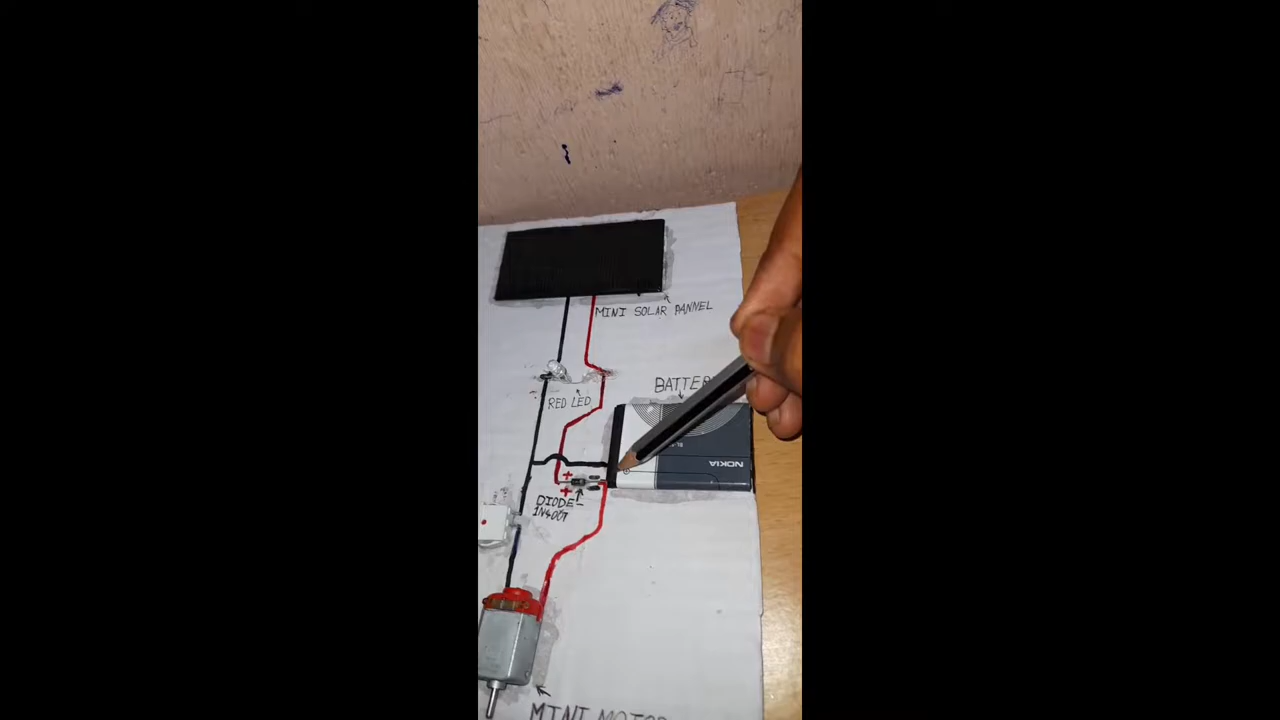 MINI SOLAR PANNEL
BATTER
RED LED
NOKIA
+
+
DIODE
1N4007
MINI MOTOR